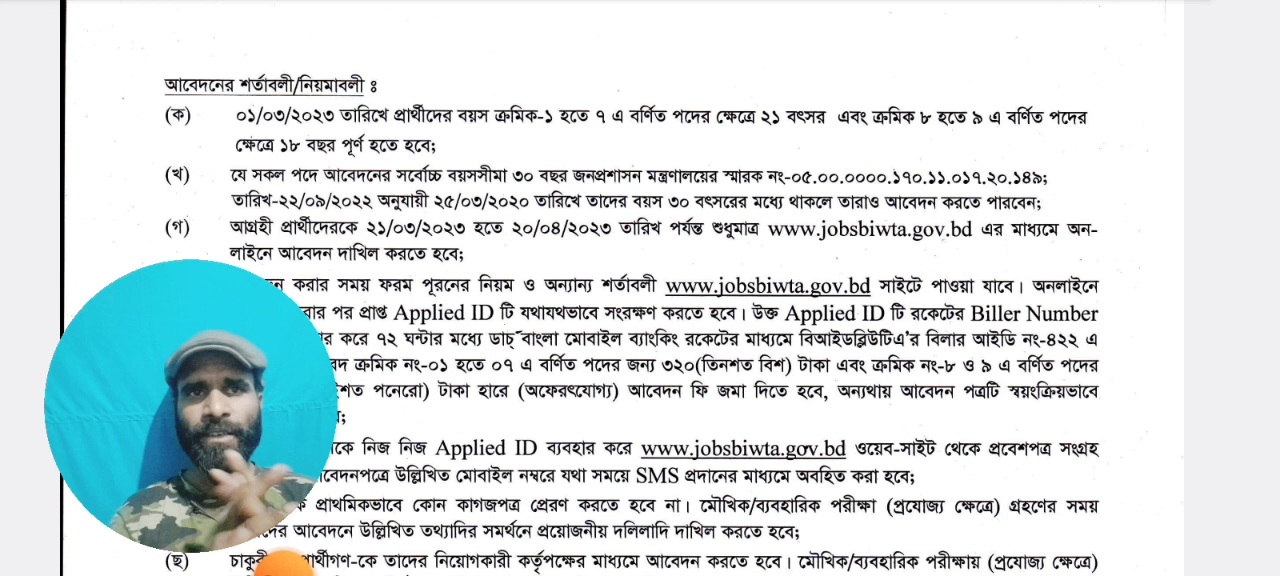 আবেদনের শর্তাবলী/নিয়মাবলী ঃ
(ক) ০১/০৩/২০২৩ তারিখে প্রার্থীদের বয়স ক্রমিক-১ হতে ৭ এ বর্ণিত পদের ক্ষেত্রে ২১ বৎসর এবং ক্রমিক ৮ হতে ৯ এ বর্ণিত পদের
ক্ষেত্রে ১৮ বছর পূর্ণ হতে হবে;
(খ) যে সকল পদে আবেদনের সর্বোচ্চ বয়সসীমা ৩০ বছর জনপ্রশাসন মন্ত্রণালয়ের স্মারক নং-০৫.০০.০০০০.১৭০.১১.০১৭.২০.১৪৯;
তারিখ-২২/০৯/২০২২ অনুযায়ী ২৫/০৩/২০২০ তারিখে তাদের বয়স ৩০ বৎসরের মধ্যে থাকলে তারাও আবেদন করতে পারবেন;
(গ) আগ্রহী প্রার্থীদেরকে ২১/০৩/২০২৩ হতে ২০/০৪/২০২৩ তারিখ পর্যন্ত শুধুমাত্র www.jobsbiwta.gov.bd এর মাধ্যমে অন-
লাইনে আবেদন দাখিল করতে হবে;
করার সময় ফরম পূরনের নিয়ম ও অন্যান্য শর্তাবলী www.jobsbiwta.gov.bd সাইটে পাওয়া যাবে। অনলাইনে
পর প্রাপ্ত Applied ID টি যথাযথভাবে সংরক্ষণ করতে হবে। উক্ত Applied ID টি রকেটের Biller Number
করে ৭২ ঘন্টার মধ্যে ডাচ্ বাংলা মোবাইল ব্যাংকিং রকেটের মাধ্যমে বিআইডব্লিউটিএ'র বিলার আইডি নং-৪২২ এ
ক্রমিক নং-০১ হতে ০৭ এ বর্ণিত পদের জন্য ৩২০(তিনশত বিশ) টাকা এবং ক্রমিক নং-৮ ও ৯ এ বর্ণিত পদের
পনেরো) টাকা হারে (অফেরৎযোগ্য) আবেদন ফি জমা দিতে হবে, অন্যথায় আবেদন পত্রটি স্বয়ংক্রিয়ভাবে
নিজ নিজ Applied ID ব্যবহার করে www.jobsbiwta.gov.bd ওয়েব-সাইট থেকে প্রবেশপত্র সংগ্রহ
উল্লিখিত মোবাইল নম্বরে যথা সময়ে SMS প্রদানের মাধ্যমে অবহিত করা হবে;
প্রাথমিকভাবে কোন কাগজপত্র প্রেরণ করতে হবে না। মৌখিক/ব্যবহারিক পরীক্ষা (প্রযোজ্য ক্ষেত্রে) গ্রহণের সময়
আবেদনে উল্লিখিত তথ্যাদির সমর্থনে প্রয়োজনীয় দলিলাদি দাখিল করতে হবে;
(ছ) তাদের নিয়োগকারী কর্তৃপক্ষের মাধ্যমে আবেদন করতে হবে। মৌখিক/ব্যবহারিক পরীক্ষায় (প্রযোজ্য ক্ষেত্রে)